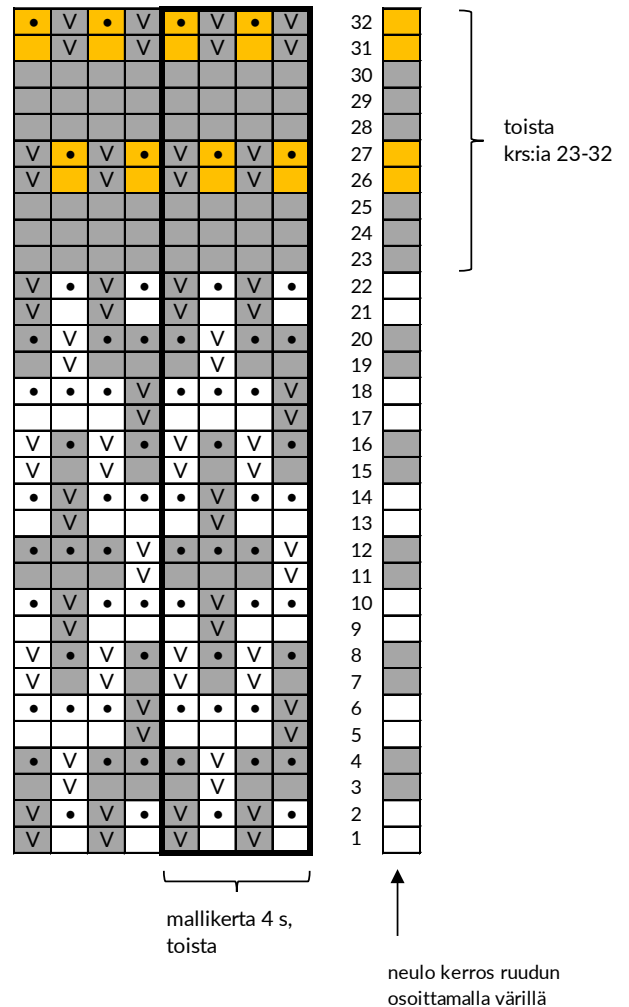 • V • V • V • V 32
V V V V 31
30
29
28
toista
V • V • V • V • 27
krs:ia 23-32
V V V V 26
25
24
23
V • V • V • V • 22
V V V V 21
• V • • • V • • 20
V V 19
• • • V • • • V 18
V V 17
V • V • V • V • 16
V V V V 15
• V • • • V • • 14
V V 13
• • • V • • • V 12
V V 11
• V • • • V • • 10
V V 9
V • V • V • V • 8
V V V V 7
• • • V • • • V 6
V V 5
• V • • • V • • 4
V V 3
V • V • V • V • 2
V V V V 1
mallikerta 4 s,
toista
neulo kerros ruudun
osoittamalla värillä